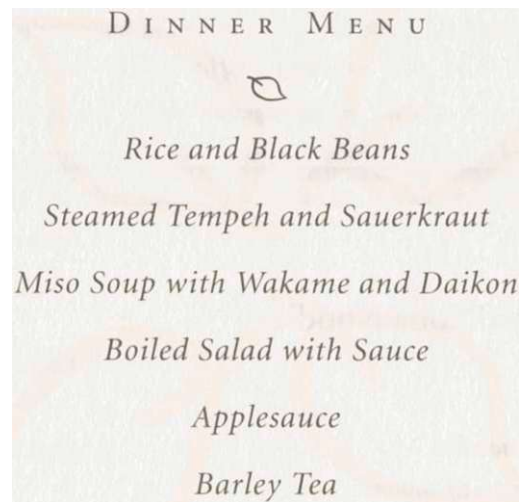 DINNER MENU
Rice and Black Beans
Steamed Tempeh and Sauerkraut
Miso Soup with Wakame and Daikon
Boiled Salad with Sauce
Applesauce
Barley Tea